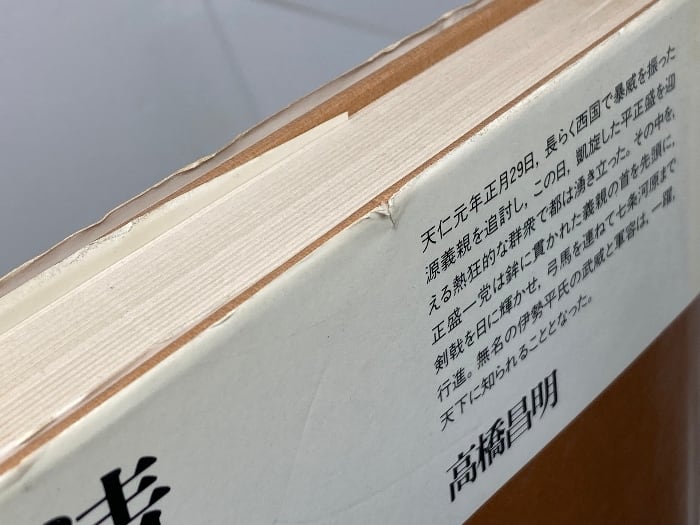 天仁元年正月29日，長らく西国で暴威を振った
源義親を追討し，この日，凱旋した平正盛を迎
える熱狂的な群衆で都は湧き立った。その中を，
正盛一党は鉾に貫かれた義親の首を先頭に，
剣戟を日に輝かせ，弓馬を連ねて七条河原まで
行進。無名の伊勢平氏の武威と軍容は，一躍，
天下に知られることとなった。
高橋昌明